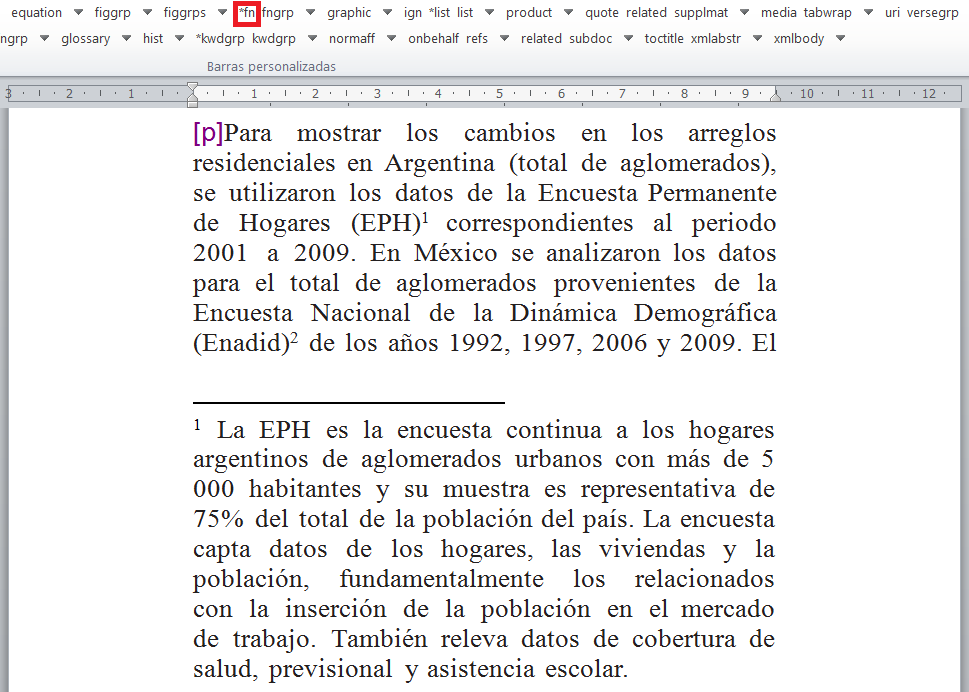 equation figgrp figgrps *fn fngrp graphic ign *list list product quote related supplmat media tabwrap uri versegrp
ngrp glossary hist *kwdgrp kwdgrp normaff onbehalf refs related subdoc toctitle xmlabstr xmlbody
Barras personalizadas
3 2 1 1 2 3 4 5 6 7 8 9 10 11 12
[p]Para mostrar los cambios en los arreglos
residenciales en Argentina (total de aglomerados),
se utilizaron los datos de la Encuesta Permanente
de Hogares (EPH)¹ correspondientes al periodo
2001 a 2009. En México se analizaron los datos
para el total de aglomerados provenientes de la
Encuesta Nacional de la Dinámica Demográfica
(Enadid)² de los años 1992, 1997, 2006 y 2009. El
¹ La EPH es la encuesta continua a los hogares
argentinos de aglomerados urbanos con más de 5
000 habitantes y su muestra es representativa de
75% del total de la población del país. La encuesta
capta datos de los hogares, las viviendas y la
población, fundamentalmente los relacionados
con la inserción de la población en el mercado
de trabajo. También releva datos de cobertura de
salud, previsional y asistencia escolar.